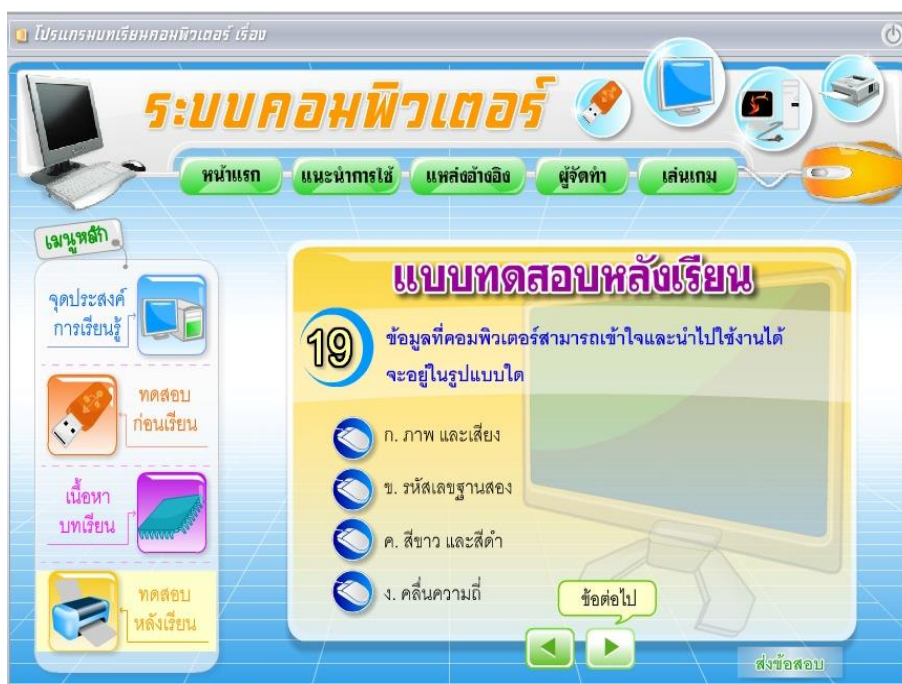 โปรแกรมบทเรียนคอมพิวเตอร์ เรื่อง
ระบบคอมพิวเตอร์
หน้าแรก
แนะนำการใช้
แหล่งอ้างอิง
ผู้จัดทำ
เล่นเกม
เมนูหลัก
จุดประสงค์
การเรียนรู้
ทดสอบ
ก่อนเรียน
เนื้อหา
บทเรียน
ทดสอบ
หลังเรียน
แบบทดสอบหลังเรียน
19
ข้อมูลที่คอมพิวเตอร์สามารถเข้าใจและนำไปใช้งานได้
จะอยู่ในรูปแบบใด
ก. ภาพ และเสียง
ข. รหัสเลขฐานสอง
ค. สีขาว และสีดำ
ง. คลื่นความถี่
ข้อต่อไป
ส่งข้อสอบ